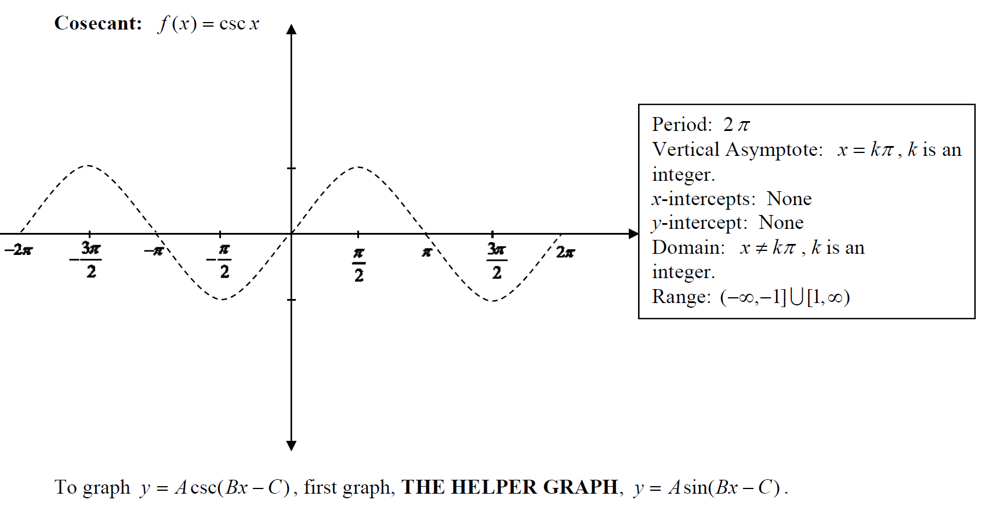 Cosecant: f(x) = csc x
Period: 2π
Vertical Asymptote: x = kπ, k is an
integer.
x-intercepts: None
y-intercept: None
Domain: x ≠ kπ, k is an
integer.
Range: (−∞,−1]⋃[1,∞)
−2π −3π/2 −π −π/2 π/2 π 3π/2 2π
To graph y = A csc(Bx − C), first graph, THE HELPER GRAPH, y = A sin(Bx − C).